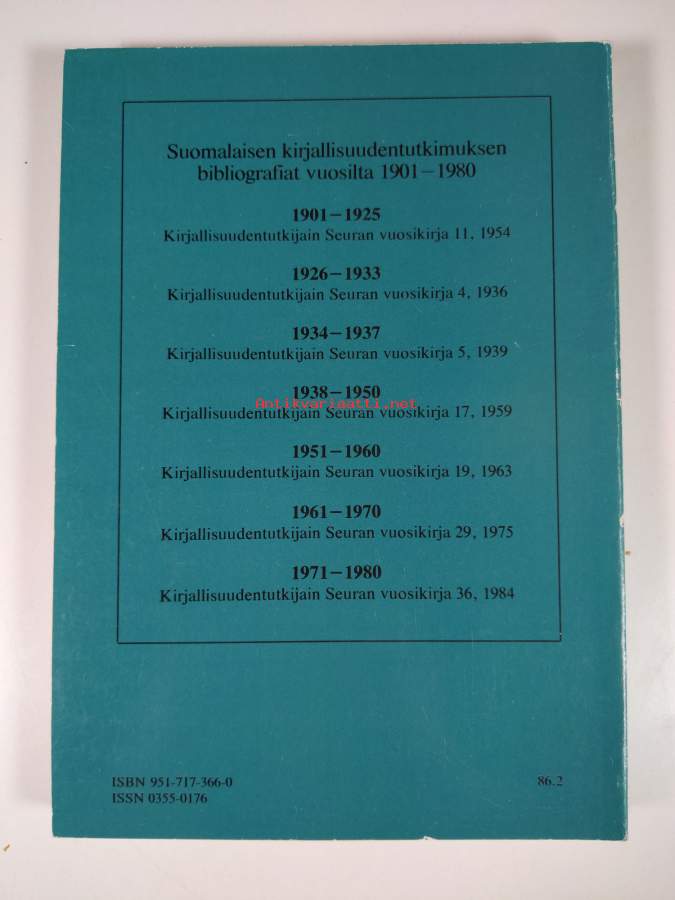 Suomalaisen kirjallisuudentutkimuksen
bibliografiat vuosilta 1901–1980
1901–1925
Kirjallisuudentutkijain Seuran vuosikirja 11, 1954
1926–1933
Kirjallisuudentutkijain Seuran vuosikirja 4, 1936
1934–1937
Kirjallisuudentutkijain Seuran vuosikirja 5, 1939
1938–1950
Antikvariaatti.net
Kirjallisuudentutkijain Seuran vuosikirja 17, 1959
1951–1960
Kirjallisuudentutkijain Seuran vuosikirja 19, 1963
1961–1970
Kirjallisuudentutkijain Seuran vuosikirja 29, 1975
1971–1980
Kirjallisuudentutkijain Seuran vuosikirja 36, 1984
ISBN 951-717-366-0
86.2
ISSN 0355-0176